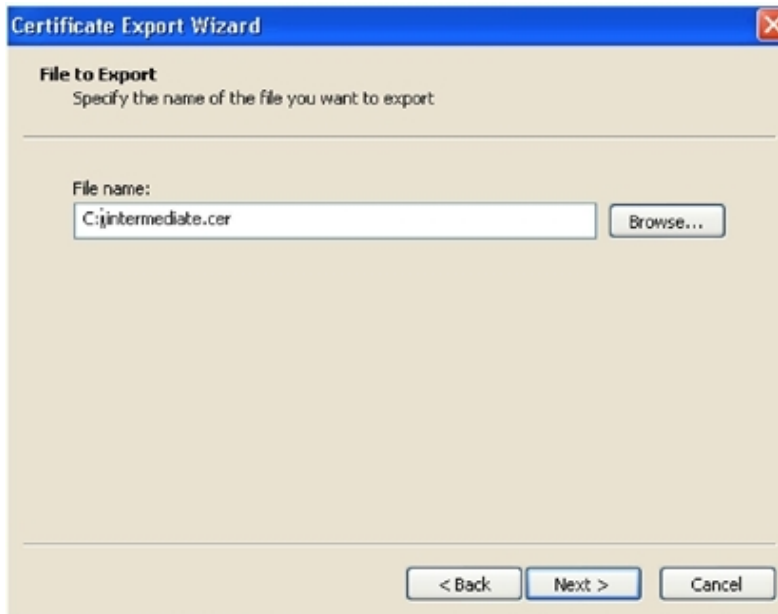 Certificate Export Wizard
File to Export
Specify the name of the file you want to export
File name:
C:\intermediate.cer
Browse...
< Back
Next >
Cancel